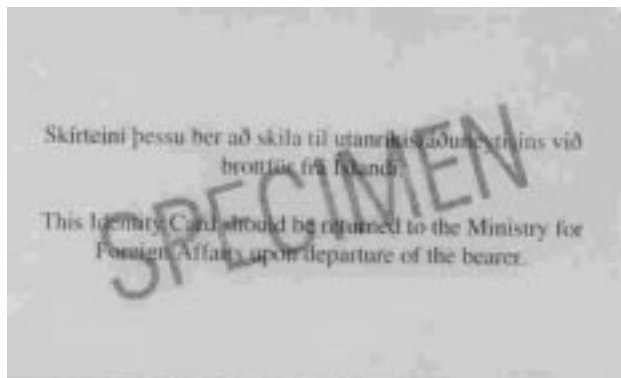 Skírteini þessu ber að skila til utanríkisráðuneytisins við
brottför frá Íslandi.
This Identity Card should be returned to the Ministry for
Foreign Affairs upon departure of the bearer.
SPECIMEN